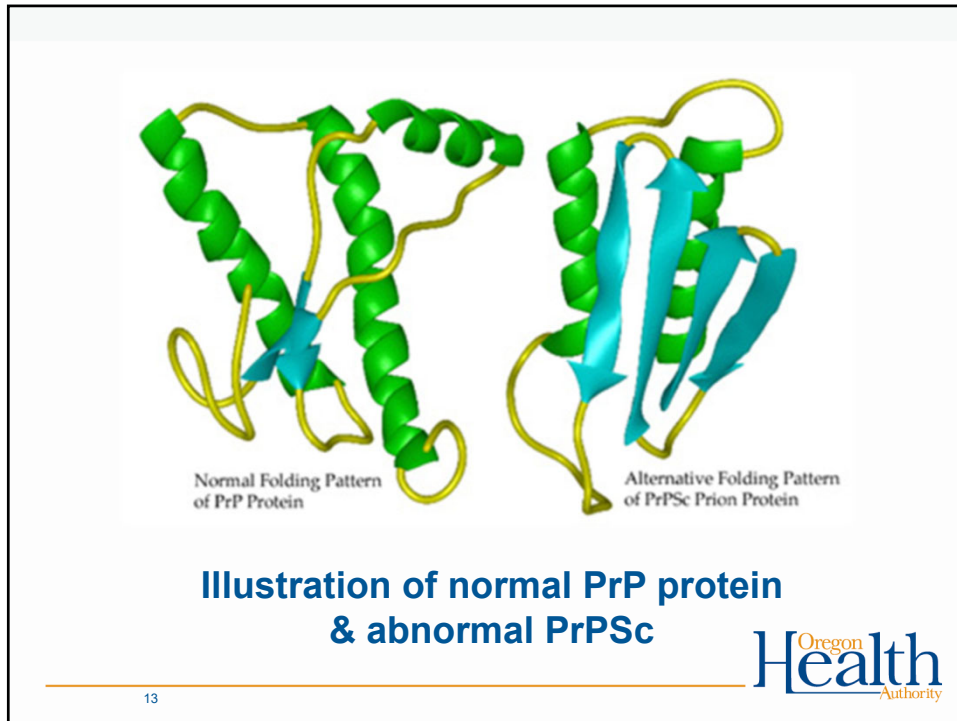 Normal Folding Pattern
of PrP Protein
Alternative Folding Pattern
of PrPSc Prion Protein
Illustration of normal PrP protein
& abnormal PrPSc
13
Oregon
Health
Authority